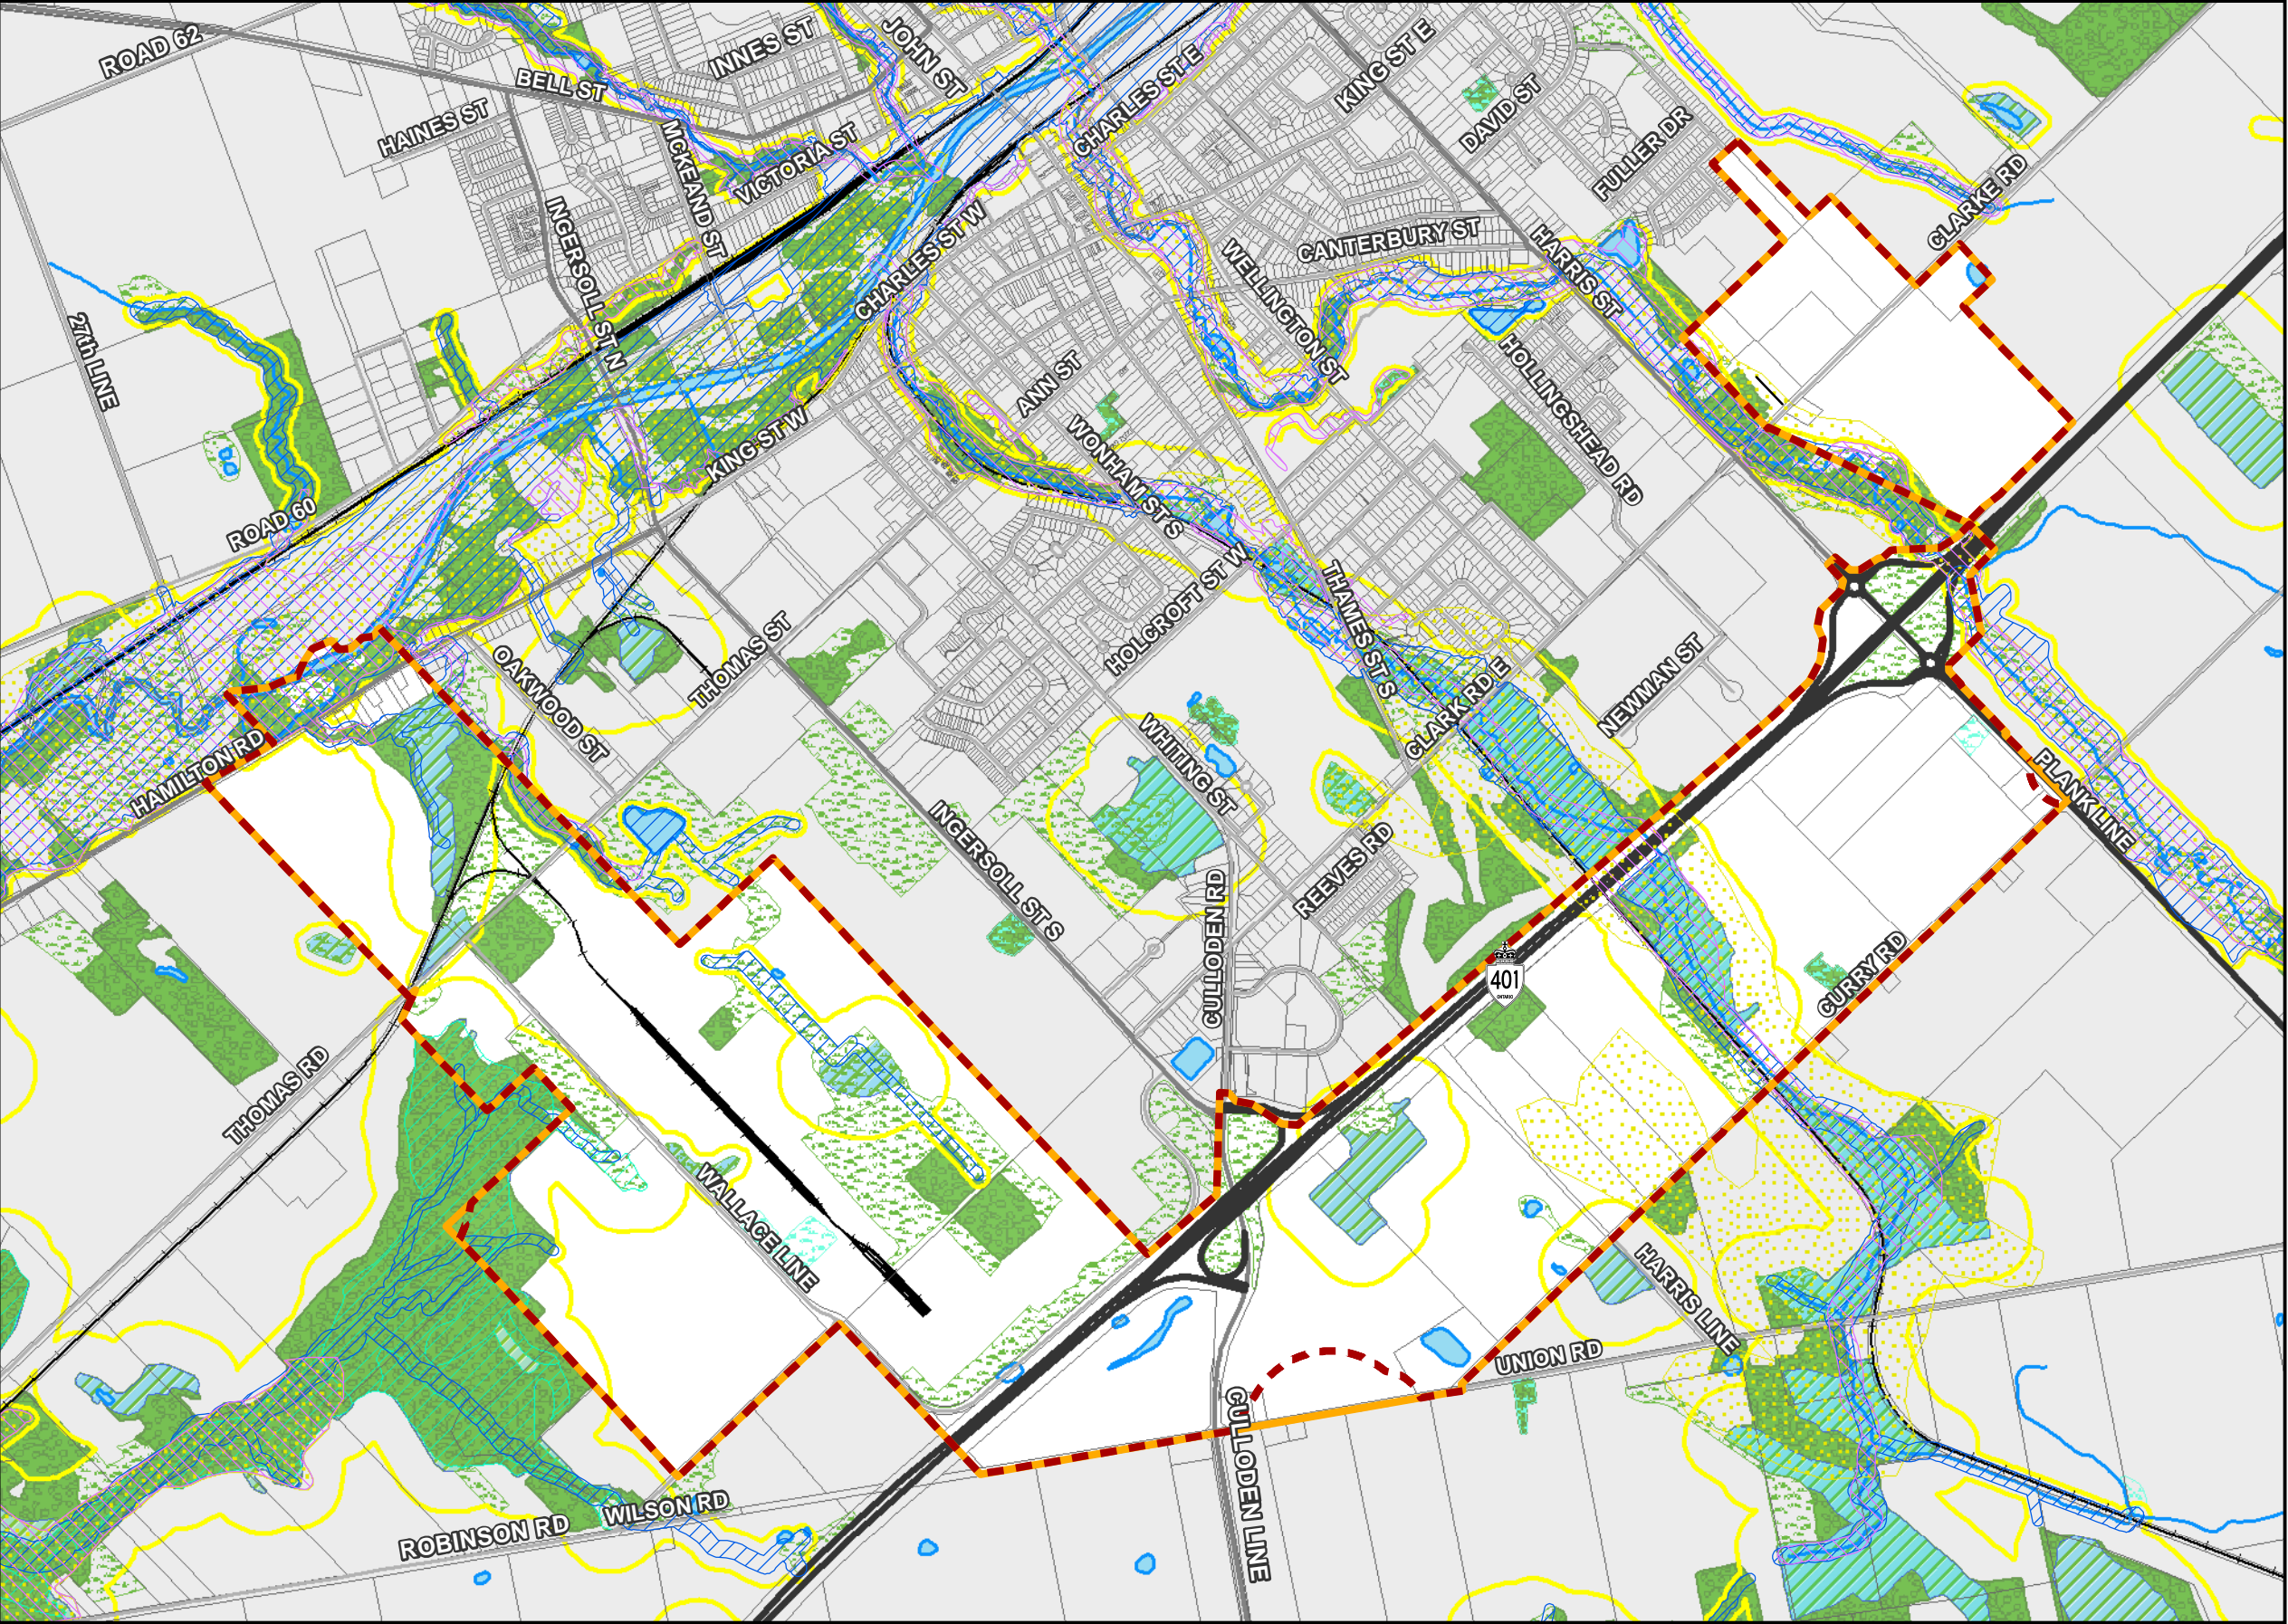 ROAD 62
INNES ST
JOHN ST
BELL ST
CHARLES ST E
KING ST E
DAVID ST
HAINES ST
MCKEAND ST
VICTORIA ST
FULLER DR
CLARKE RD
INGERSOLL ST N
CHARLES ST W
WELLINGTON ST
CANTERBURY ST
HARRIS ST
27th LINE
ANN ST
HOLLINGSHEAD RD
KING ST W
WONHAM ST S
ROAD 60
HOLCROFT ST W
THAMES ST S
THOMAS ST
OAKWOOD ST
CLARK RD E
NEWMAN ST
HAMILTON RD
WHITING ST
PLANK LINE
INGERSOLL ST S
REEVES RD
CULLODEN RD
CURRY RD
401
ONTARIO
THOMAS RD
WALLACE LINE
HARRIS LINE
UNION RD
CULLODEN LINE
WILSON RD
ROBINSON RD